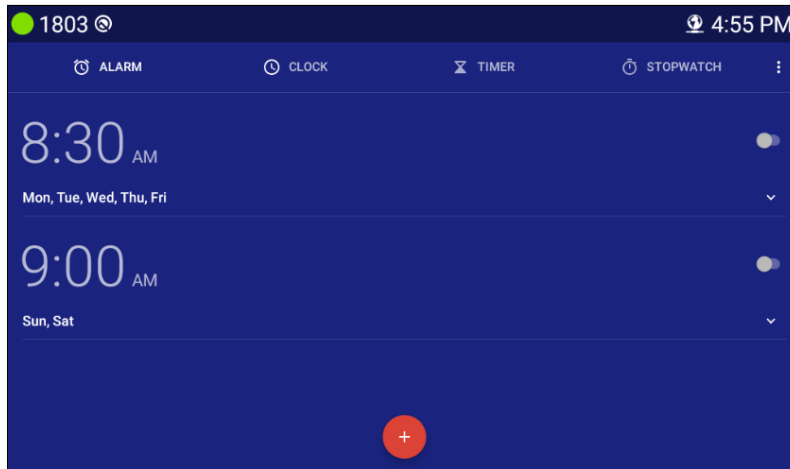 1803 4:55 PM
ALARM CLOCK TIMER STOPWATCH
8:30 AM
Mon, Tue, Wed, Thu, Fri
9:00 AM
Sun, Sat
+